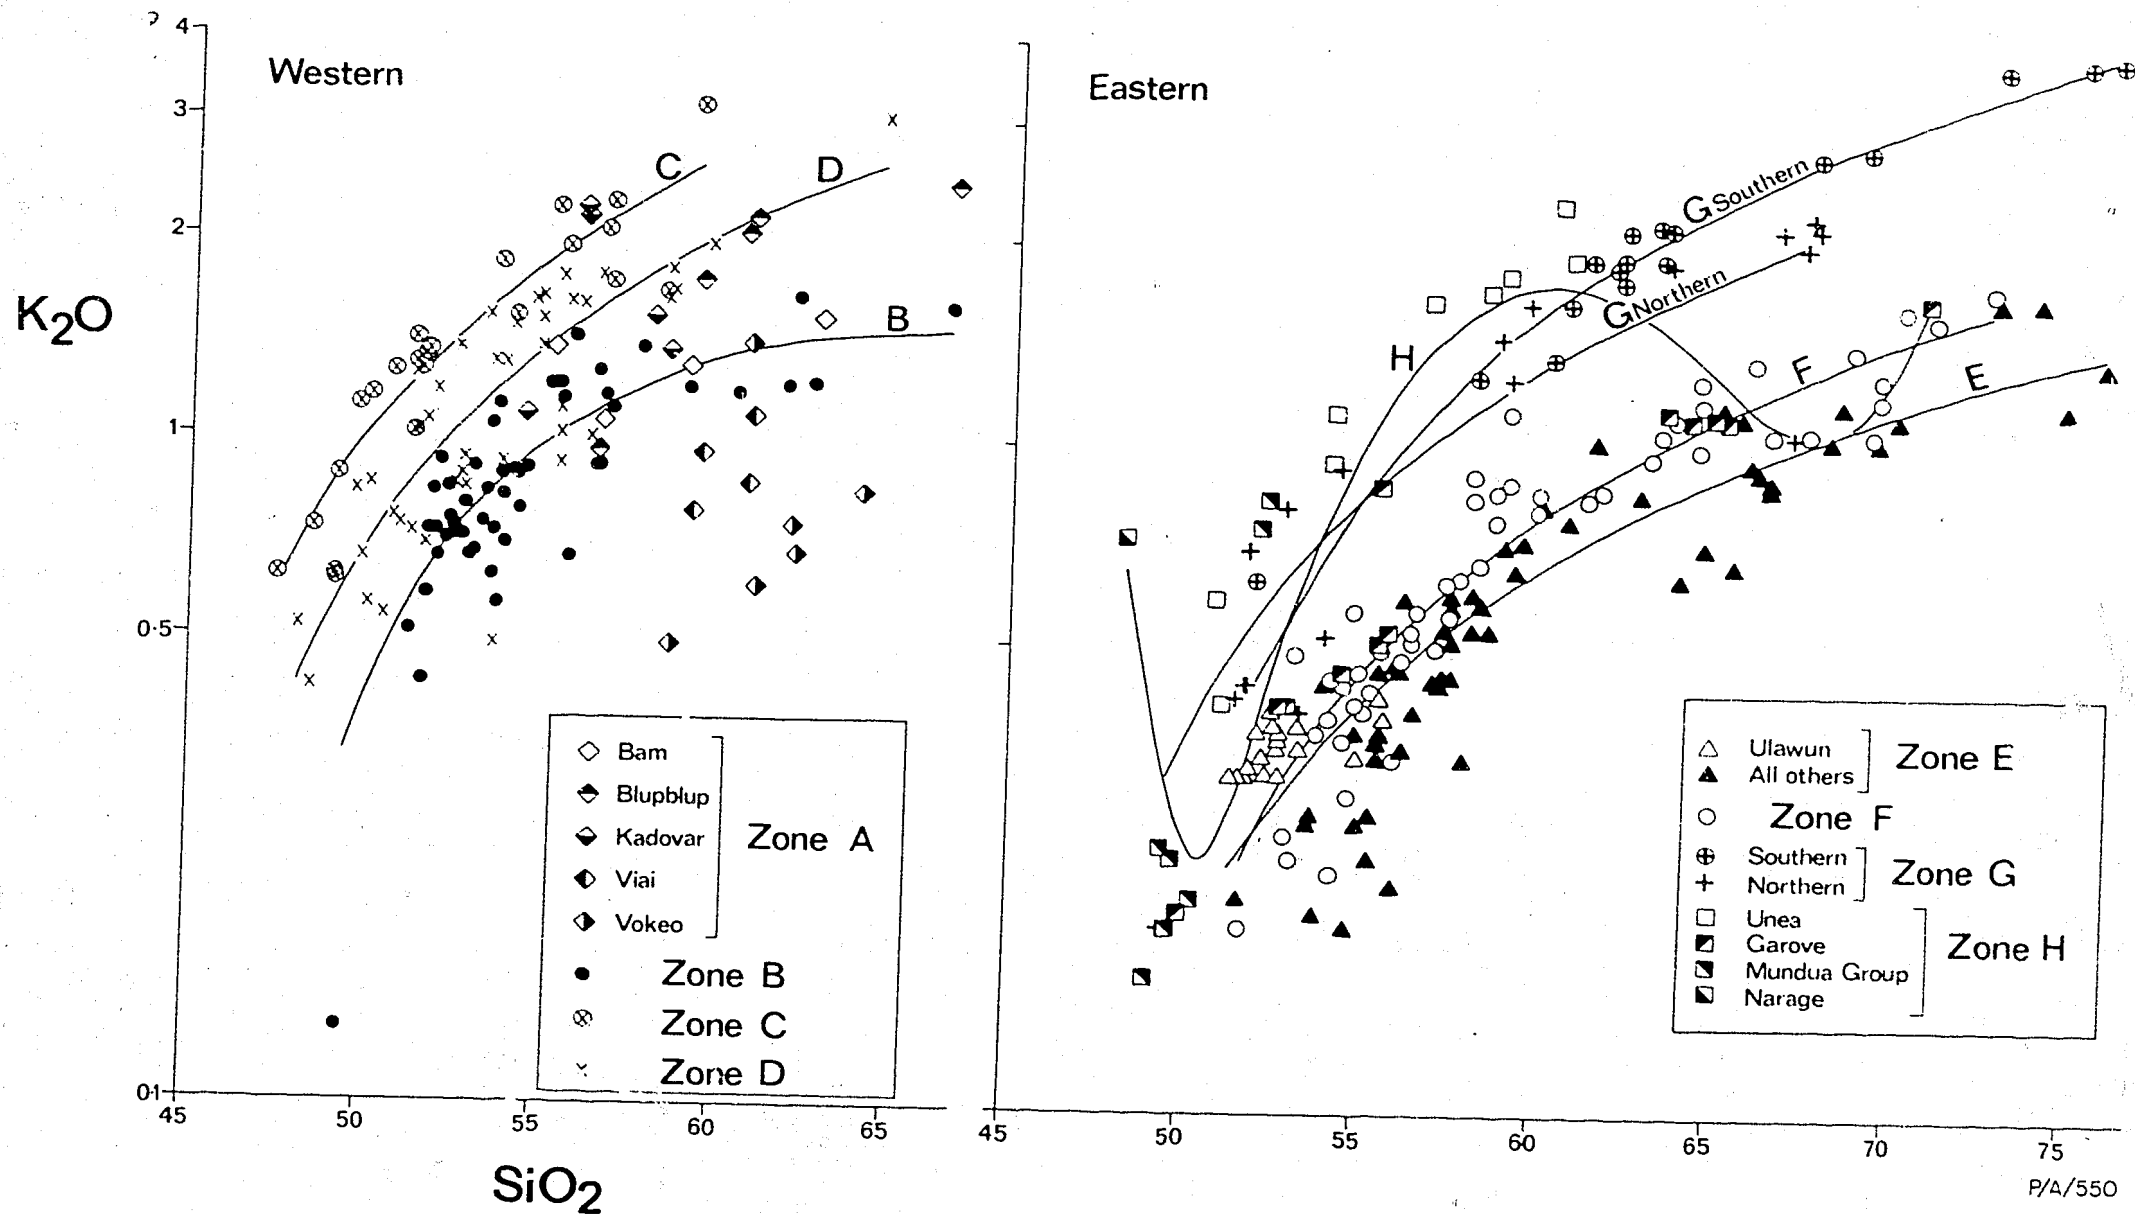 Western
Eastern
4
3
2
1
0·5
0·1
K₂O
C
D
B
Bam
Blupblup
Kadovar
Viai
Vokeo
Zone A
Zone B
Zone C
Zone D
45
50
55
60
65
SiO₂
G Southern
G Northern
H
F
E
Ulawun
All others
Zone E
Zone F
Southern
Northern
Zone G
Unea
Garove
Mundua Group
Narage
Zone H
45
50
55
60
65
70
75
P/A/550